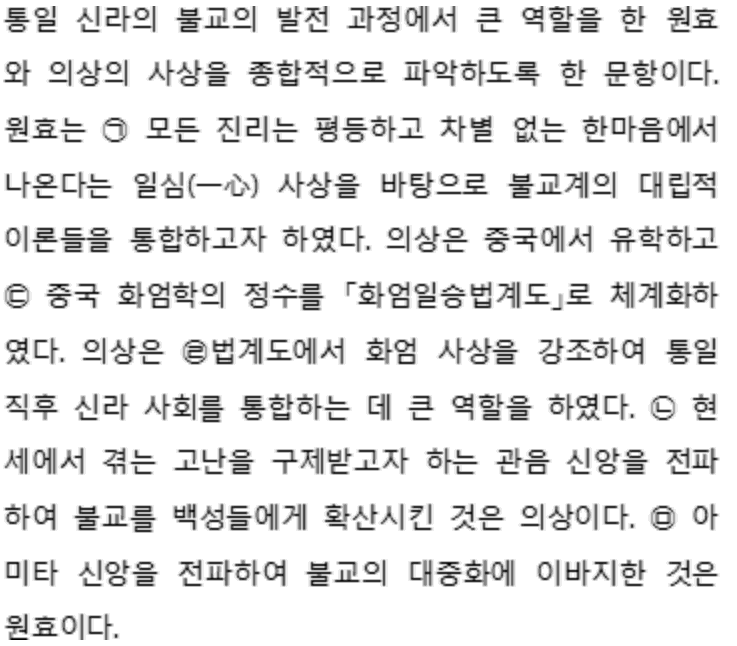 통일 신라의 불교의 발전 과정에서 큰 역할을 한 원효
와 의상의 사상을 종합적으로 파악하도록 한 문항이다.
원효는 ㉠ 모든 진리는 평등하고 차별 없는 한마음에서
나온다는 일심(一心) 사상을 바탕으로 불교계의 대립적
이론들을 통합하고자 하였다. 의상은 중국에서 유학하고
㉢ 중국 화엄학의 정수를 「화엄일승법계도」로 체계화하
였다. 의상은 ㉣법계도에서 화엄 사상을 강조하여 통일
직후 신라 사회를 통합하는 데 큰 역할을 하였다. ㉡ 현
세에서 겪는 고난을 구제받고자 하는 관음 신앙을 전파
하여 불교를 백성들에게 확산시킨 것은 의상이다. ㉤ 아
미타 신앙을 전파하여 불교의 대중화에 이바지한 것은
원효이다.